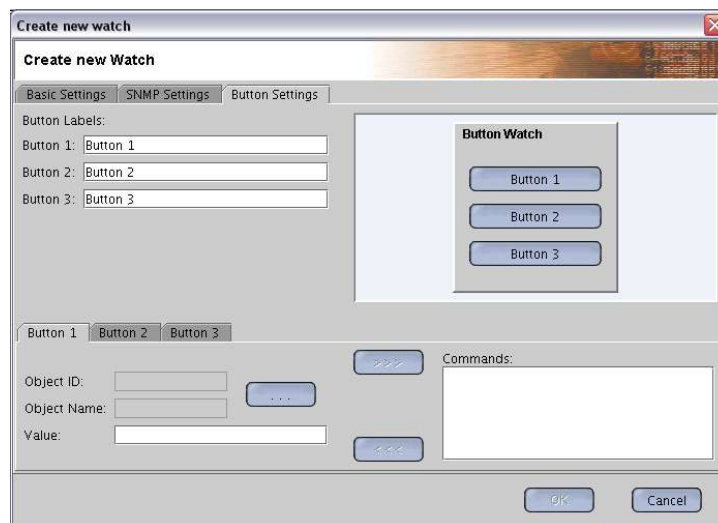 Create new watch
Create new Watch
Basic Settings SNMP Settings Button Settings
Button Labels:
Button 1: Button 1
Button 2: Button 2
Button 3: Button 3
Button Watch
Button 1
Button 2
Button 3
Button 1 Button 2 Button 3
Object ID:
Object Name:
...
Value:
>>>
<<<
Commands:
OK Cancel